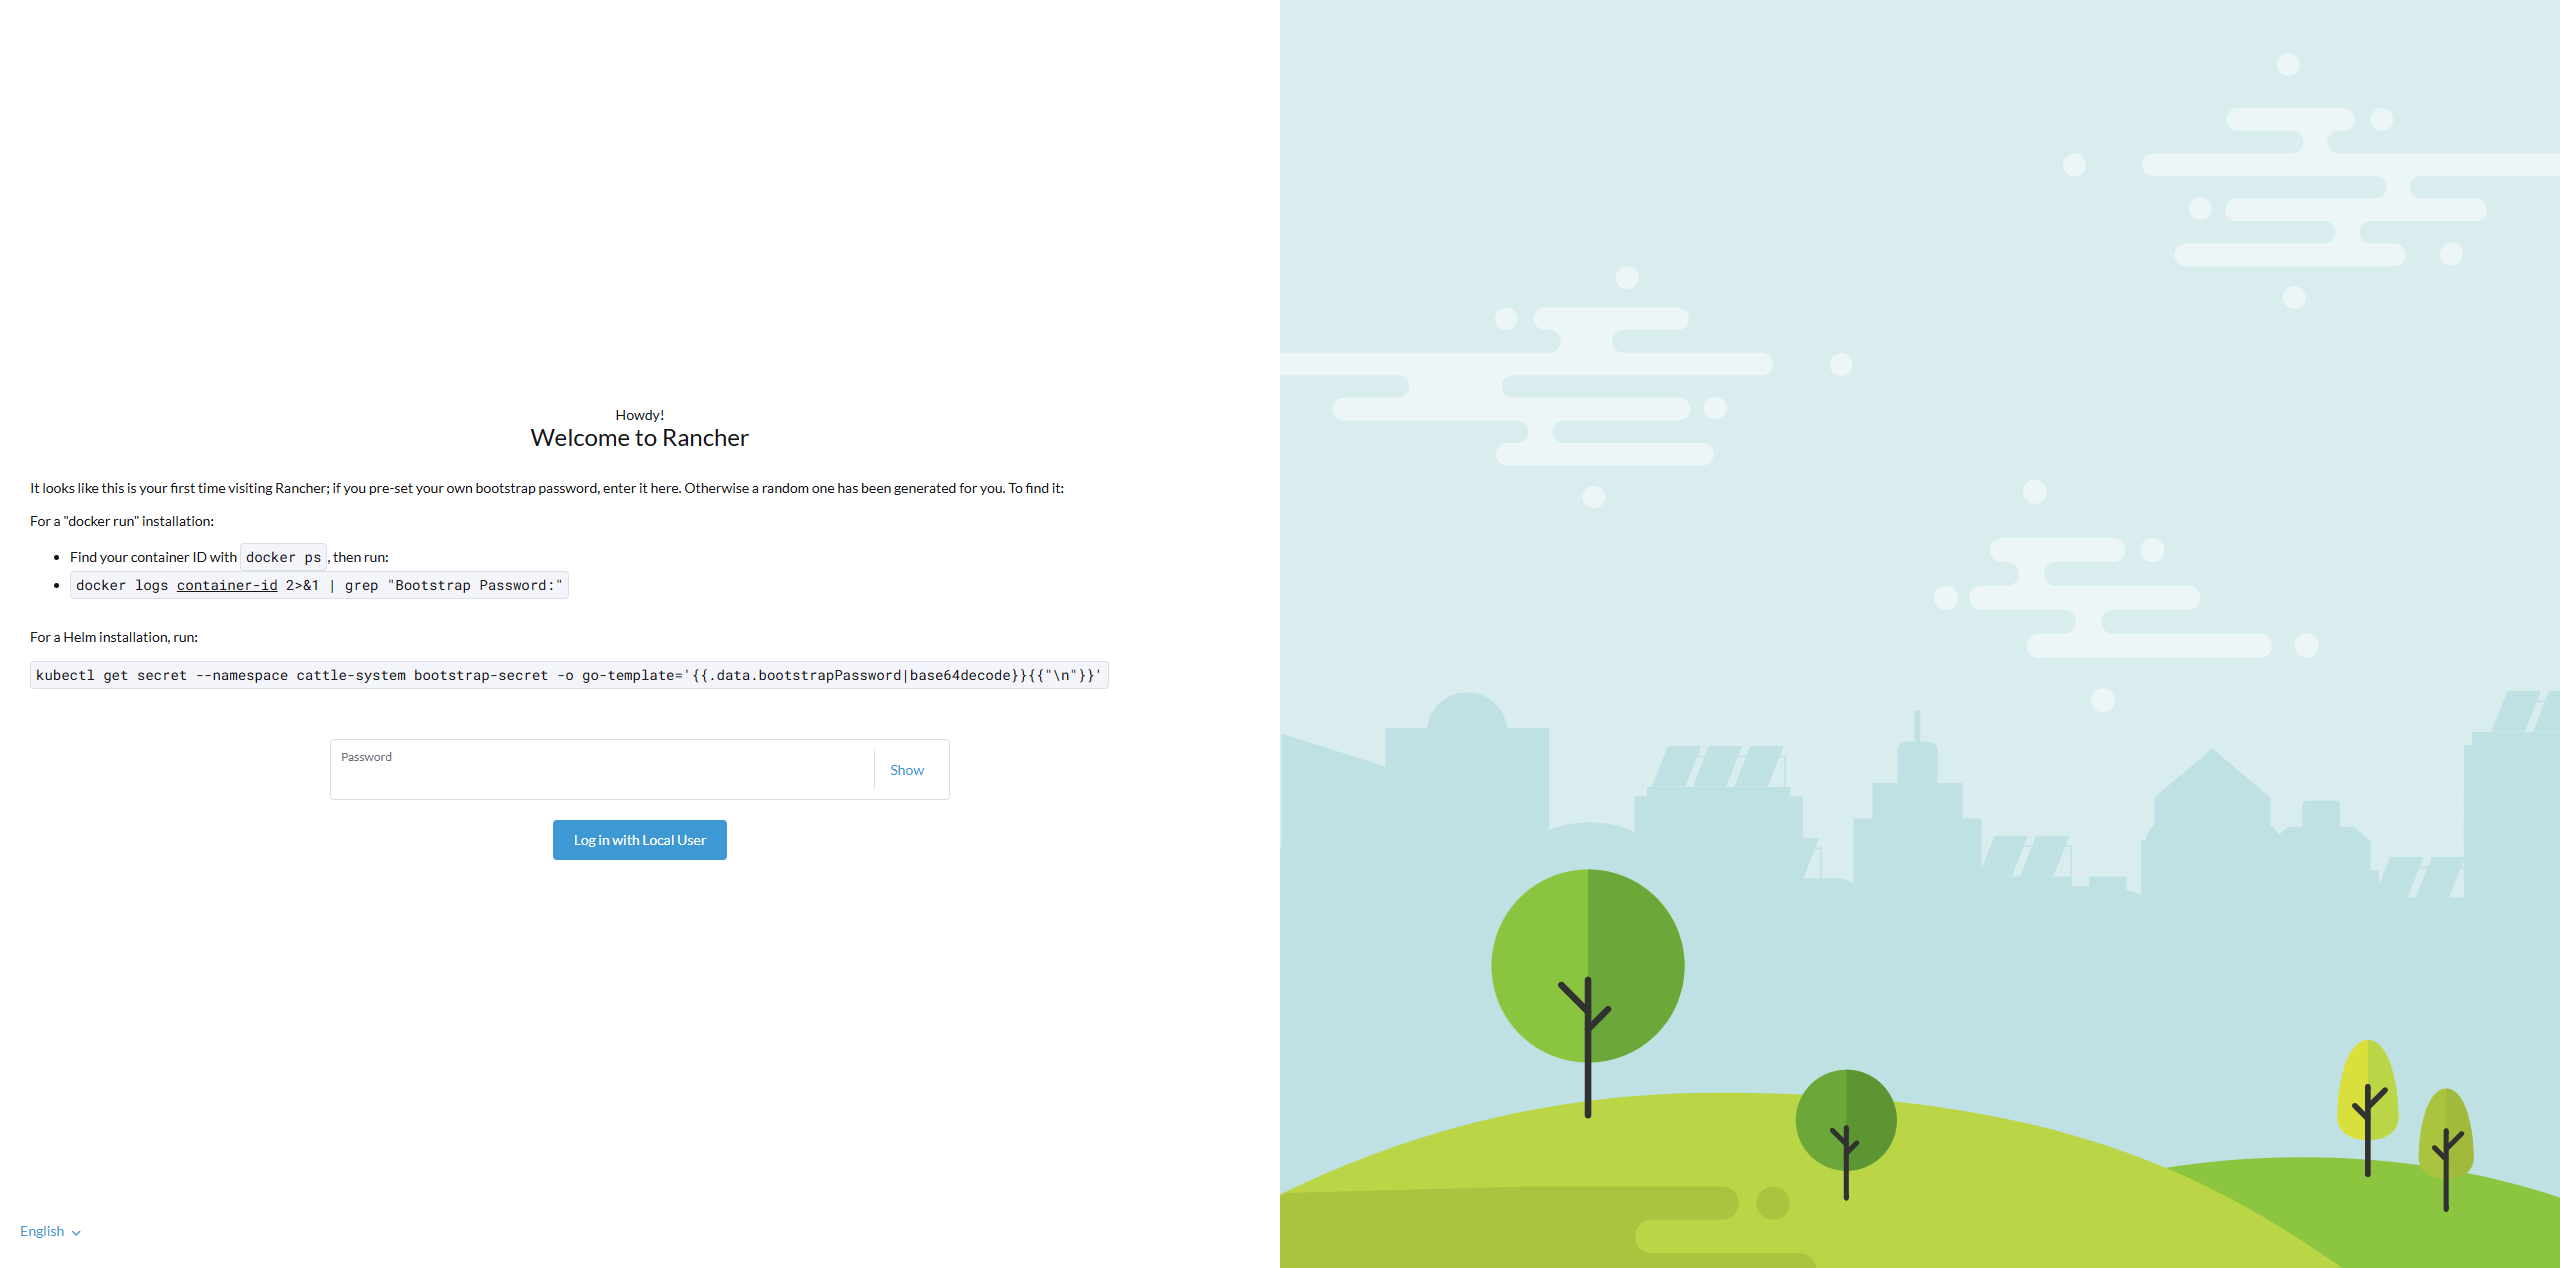 Howdy!
Welcome to Rancher
It looks like this is your first time visiting Rancher; if you pre-set your own bootstrap password, enter it here. Otherwise a random one has been generated for you. To find it:
For a "docker run" installation:
Find your container ID with docker ps, then run:
docker logs container-id 2>&1 | grep "Bootstrap Password:"
For a Helm installation, run:
kubectl get secret --namespace cattle-system bootstrap-secret -o go-template='{{.data.bootstrapPassword|base64decode}}{{"\n"}}'
Password
Show
Log in with Local User
English